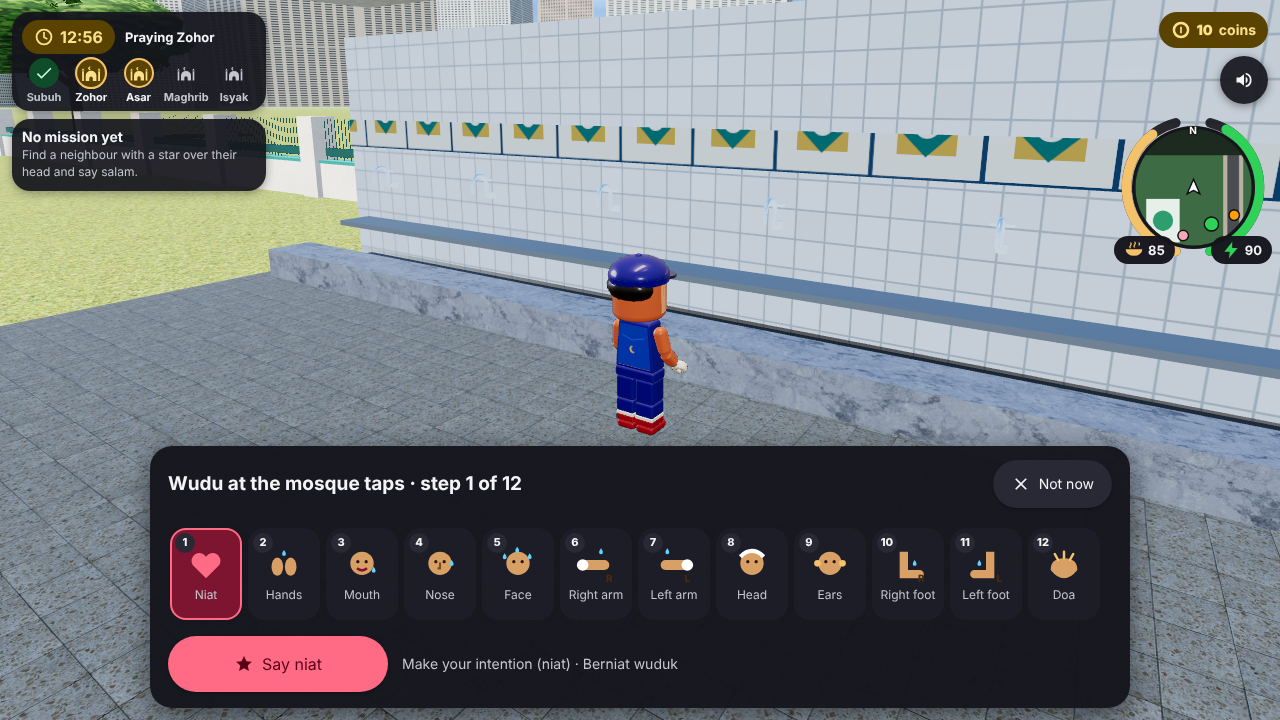 12:56 Praying Zohor
Subuh Zohor Asar Maghrib Isyak
No mission yet
Find a neighbour with a star over their
head and say salam.
10 coins
N
85 90
Wudu at the mosque taps · step 1 of 12
Not now
1 2 3 4 5 6 7 8 9 10 11 12
R L R L
Niat Hands Mouth Nose Face Right arm Left arm Head Ears Right foot Left foot Doa
Say niat
Make your intention (niat) · Berniat wuduk